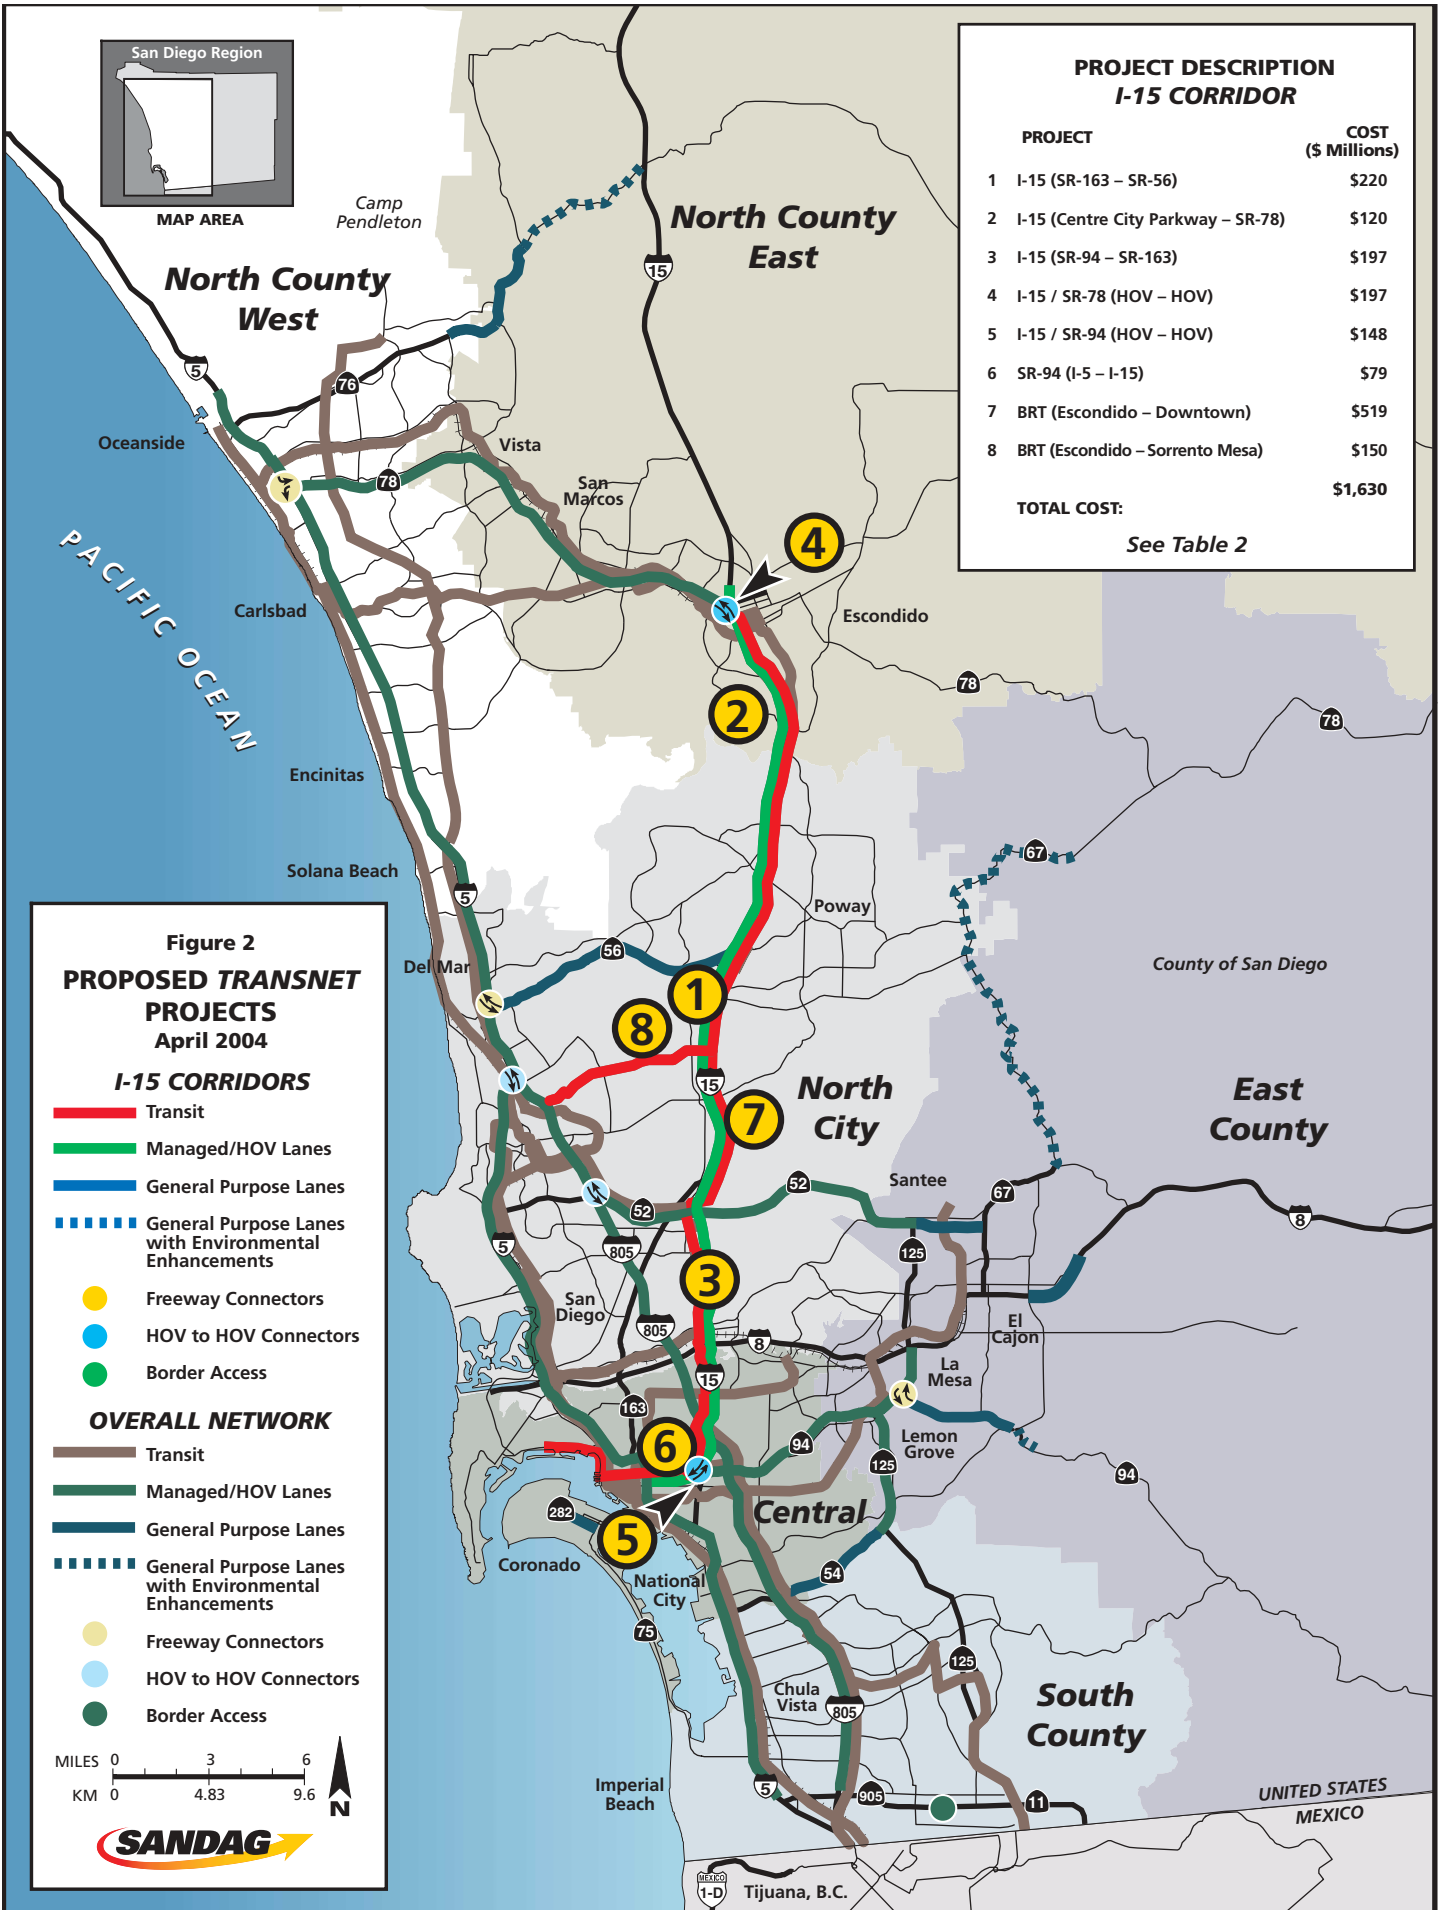 San Diego Region
MAP AREA
PROJECT DESCRIPTION
I-15 CORRIDOR
PROJECT
COST
($ Millions)
1 I-15 (SR-163 – SR-56) $220
2 I-15 (Centre City Parkway – SR-78) $120
3 I-15 (SR-94 – SR-163) $197
4 I-15 / SR-78 (HOV – HOV) $197
5 I-15 / SR-94 (HOV – HOV) $148
6 SR-94 (I-5 – I-15) $79
7 BRT (Escondido – Downtown) $519
8 BRT (Escondido – Sorrento Mesa) $150
$1,630
TOTAL COST:
See Table 2
Camp
Pendleton
North County
East
15
North County
West
5
76
Oceanside
Vista
78
San
Marcos
PACIFIC OCEAN
4
Carlsbad
Escondido
78
2
78
Encinitas
67
Solana Beach
5
Poway
56
Del Mar
County of San Diego
1
8
15
North
City
East
County
7
Santee
52
67
52
8
5
805
125
3
San
Diego
805
8
El
Cajon
15
La
Mesa
163
6
94
Lemon
Grove
125
94
282
Central
5
Coronado
54
National
City
75
125
Chula
Vista
805
South
County
Imperial
Beach
5
905
11
UNITED STATES
MEXICO
MEXICO
1-D
Tijuana, B.C.
Figure 2
PROPOSED TRANSNET
PROJECTS
April 2004
I-15 CORRIDORS
Transit
Managed/HOV Lanes
General Purpose Lanes
General Purpose Lanes
with Environmental
Enhancements
Freeway Connectors
HOV to HOV Connectors
Border Access
OVERALL NETWORK
Transit
Managed/HOV Lanes
General Purpose Lanes
General Purpose Lanes
with Environmental
Enhancements
Freeway Connectors
HOV to HOV Connectors
Border Access
MILES 0 3 6
KM 0 4.83 9.6
N
SANDAG